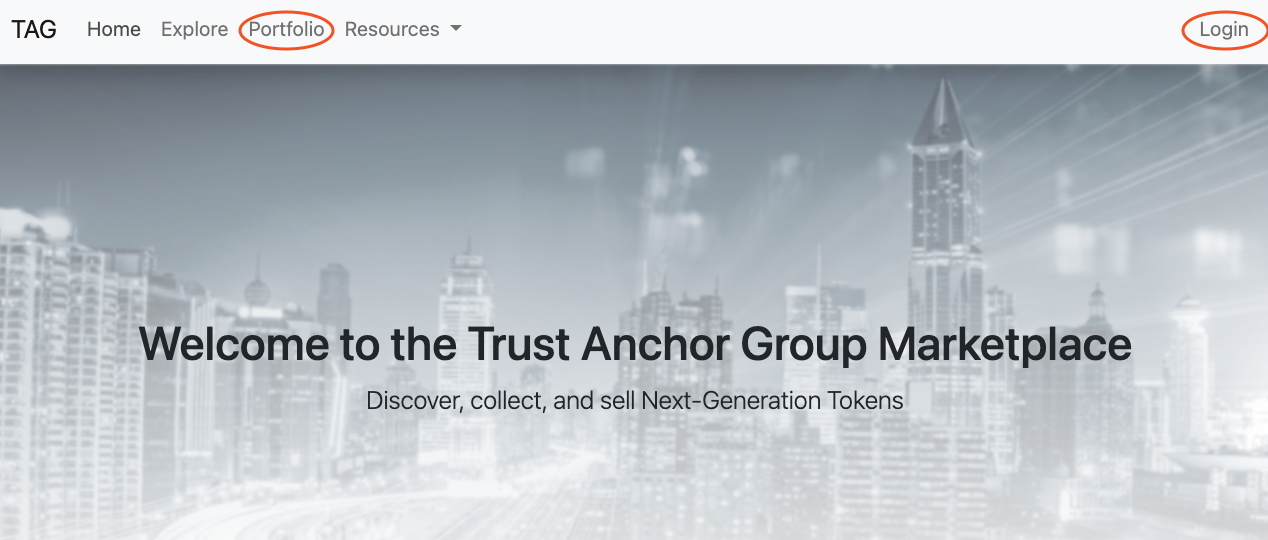 TAG Home Explore Portfolio Resources Login
Welcome to the Trust Anchor Group Marketplace
Discover, collect, and sell Next-Generation Tokens